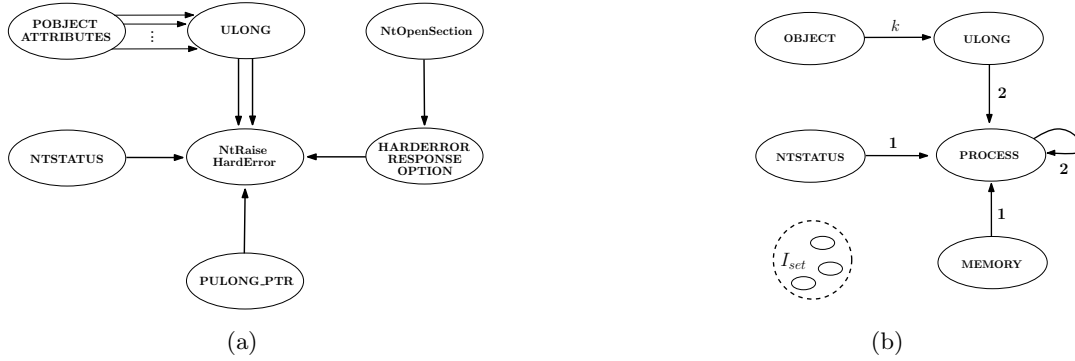 POBJECT
ATTRIBUTES
⋮
ULONG
NtOpenSection
NTSTATUS
NtRaise
HardError
HARDERROR
RESPONSE
OPTION
PULONG_PTR
(a)
OBJECT
k
ULONG
2
NTSTATUS
1
PROCESS
2
1
I_set
MEMORY
(b)